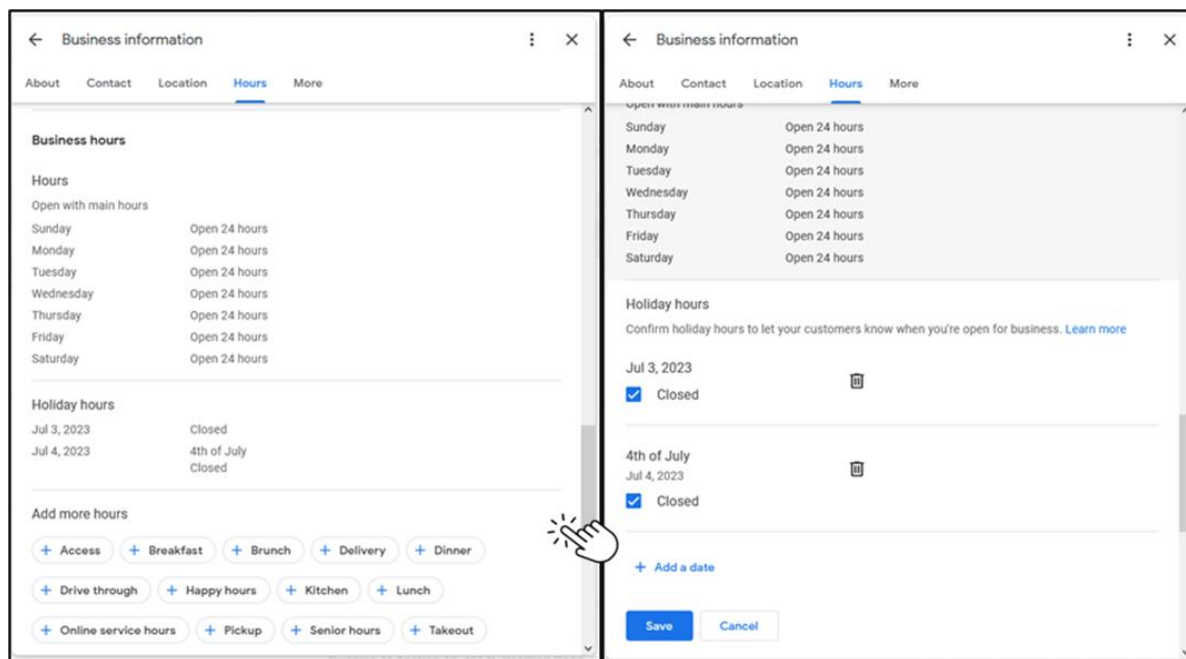 Business information
About Contact Location Hours More
Business hours
Hours
Open with main hours
Sunday Open 24 hours
Monday Open 24 hours
Tuesday Open 24 hours
Wednesday Open 24 hours
Thursday Open 24 hours
Friday Open 24 hours
Saturday Open 24 hours
Holiday hours
Jul 3, 2023 Closed
Jul 4, 2023 4th of July
Closed
Add more hours
+ Access + Breakfast + Brunch + Delivery + Dinner
+ Drive through + Happy hours + Kitchen + Lunch
+ Online service hours + Pickup + Senior hours + Takeout
Business information
About Contact Location Hours More
Open with main hours
Sunday Open 24 hours
Monday Open 24 hours
Tuesday Open 24 hours
Wednesday Open 24 hours
Thursday Open 24 hours
Friday Open 24 hours
Saturday Open 24 hours
Holiday hours
Confirm holiday hours to let your customers know when you're open for business. Learn more
Jul 3, 2023
Closed
4th of July
Jul 4, 2023
Closed
+ Add a date
Save Cancel